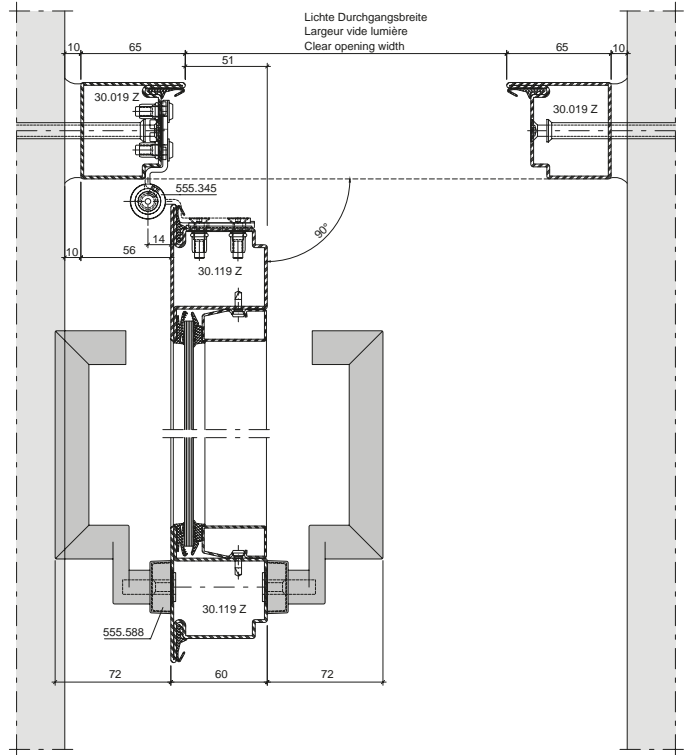 Lichte Durchgangsbreite
Largeur vide lumière
Clear opening width
10 65 51 65 10
30.019 Z
30.019 Z
555.345
90°
14
10 56
30.119 Z
30.119 Z
555.588
72 60 72